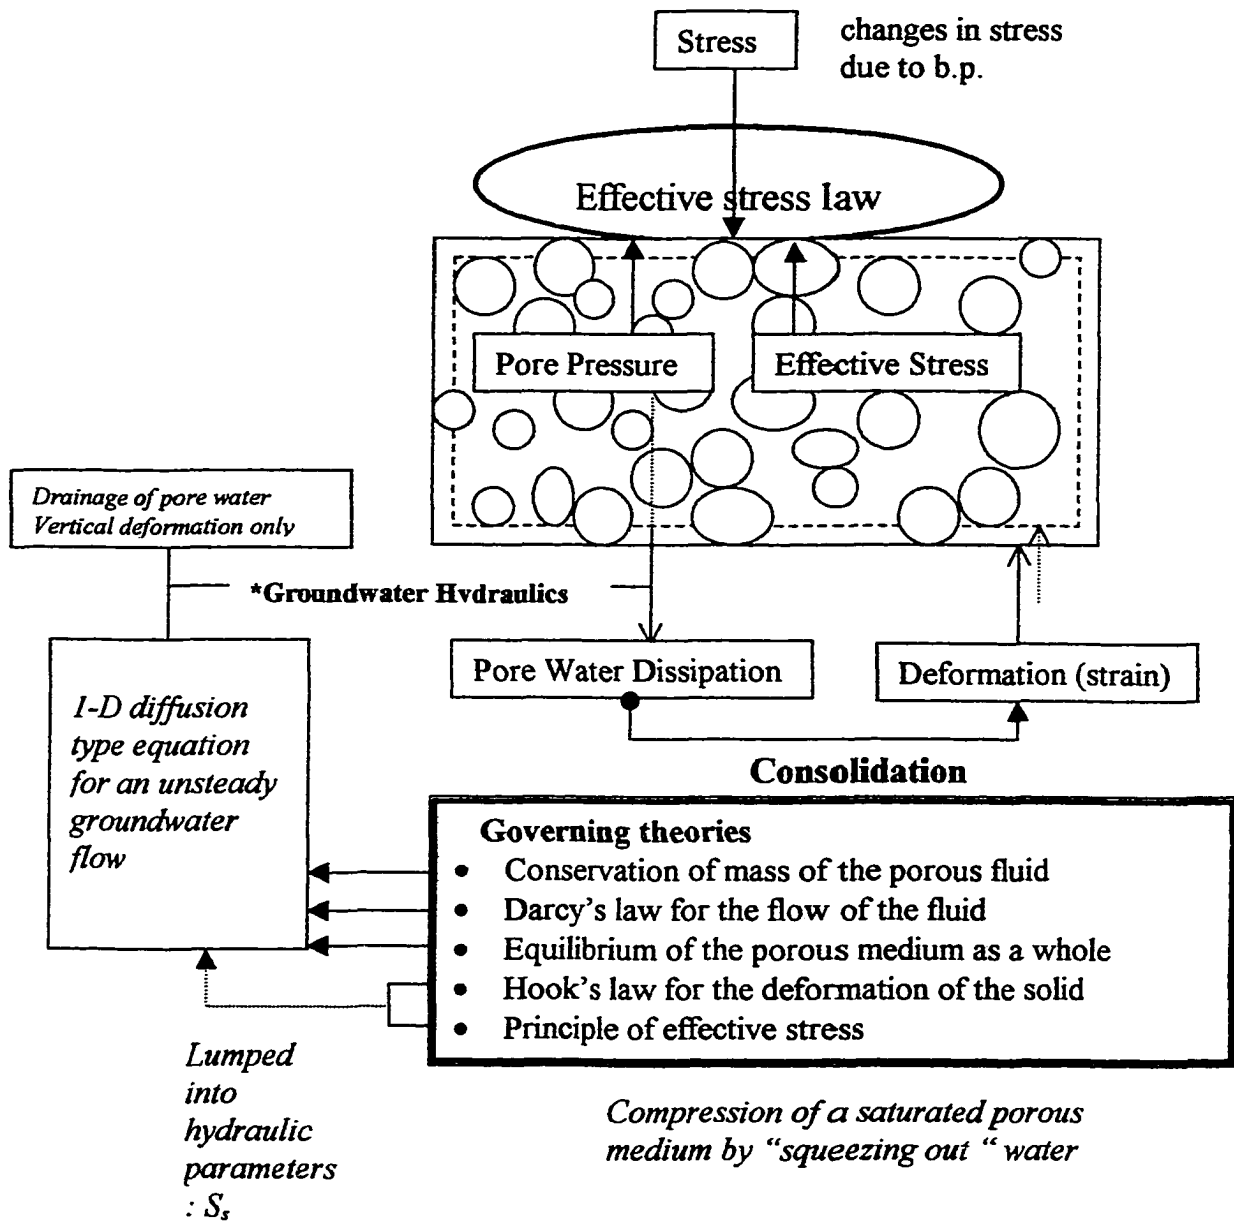 Stress
changes in stress
due to b.p.
Effective stress law
Pore Pressure
Effective Stress
Drainage of pore water
Vertical deformation only
*Groundwater Hydraulics
Pore Water Dissipation
Deformation (strain)
1-D diffusion
type equation
for an unsteady
groundwater
flow
Consolidation
Governing theories
• Conservation of mass of the porous fluid
• Darcy's law for the flow of the fluid
• Equilibrium of the porous medium as a whole
• Hook's law for the deformation of the solid
• Principle of effective stress
Lumped
into
hydraulic
parameters
: Ss
Compression of a saturated porous
medium by "squeezing out " water